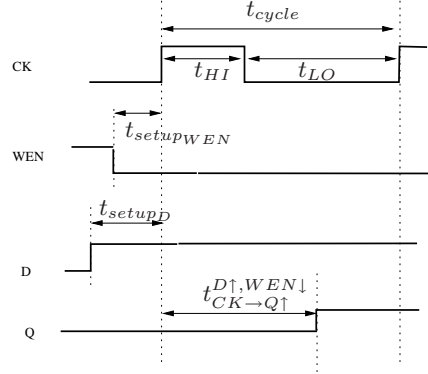 t_{cycle}
CK
t_{HI} t_{LO}
t_{setup_{WEN}}
WEN
t_{setup_D}
D
t_{CK→Q↑}^{D↑,WEN↓}
Q